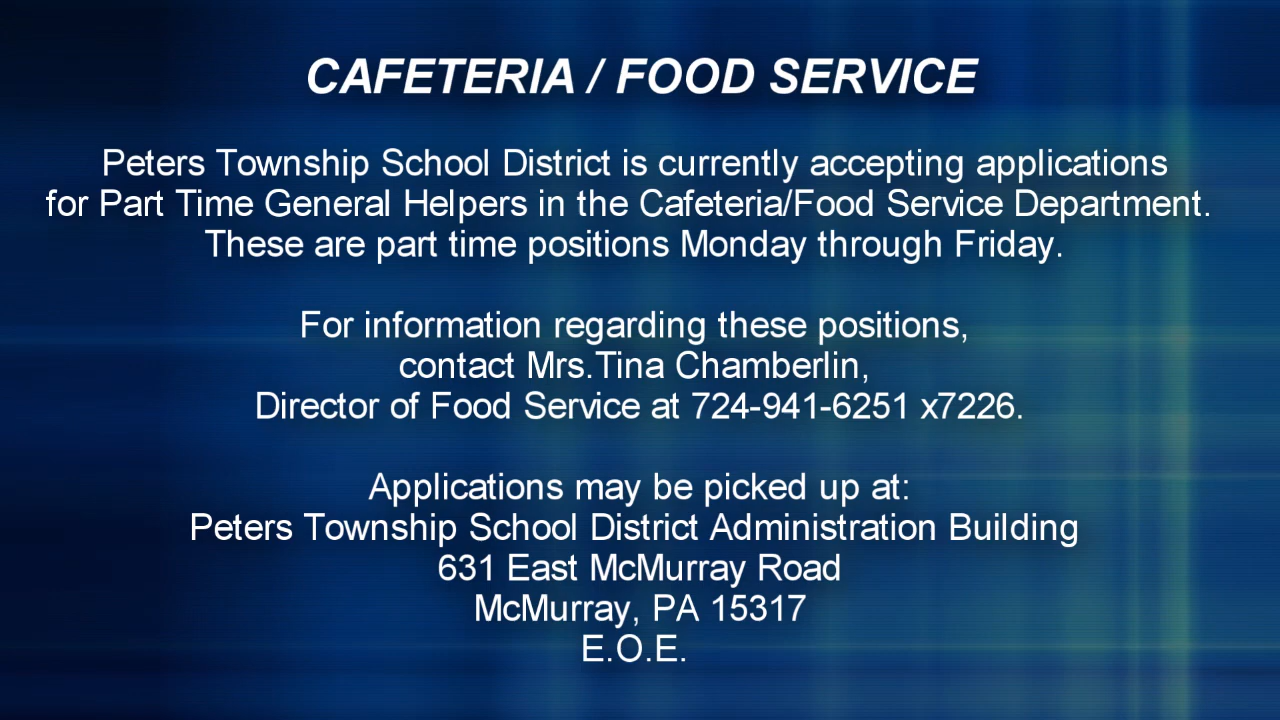 CAFETERIA / FOOD SERVICE
Peters Township School District is currently accepting applications
for Part Time General Helpers in the Cafeteria/Food Service Department.
These are part time positions Monday through Friday.
For information regarding these positions,
contact Mrs.Tina Chamberlin,
Director of Food Service at 724-941-6251 x7226.
Applications may be picked up at:
Peters Township School District Administration Building
631 East McMurray Road
McMurray, PA 15317
E.O.E.